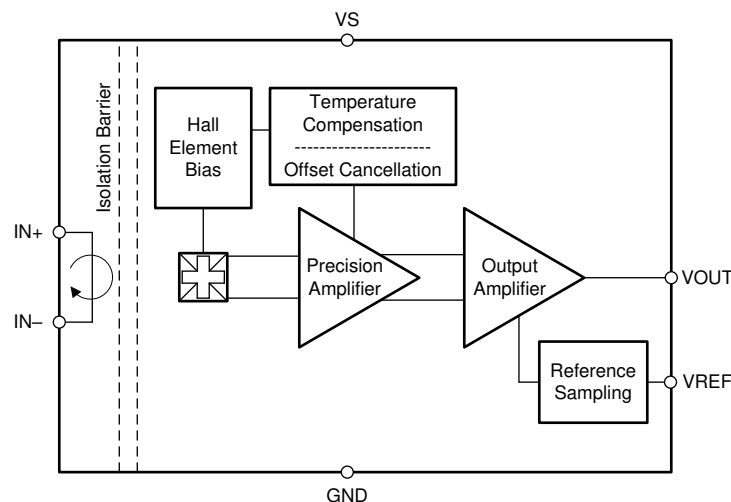 VS
Isolation Barrier
Hall
Element
Bias
Temperature
Compensation
Offset Cancellation
IN+
IN–
Precision
Amplifier
Output
Amplifier
VOUT
Reference
Sampling
VREF
GND